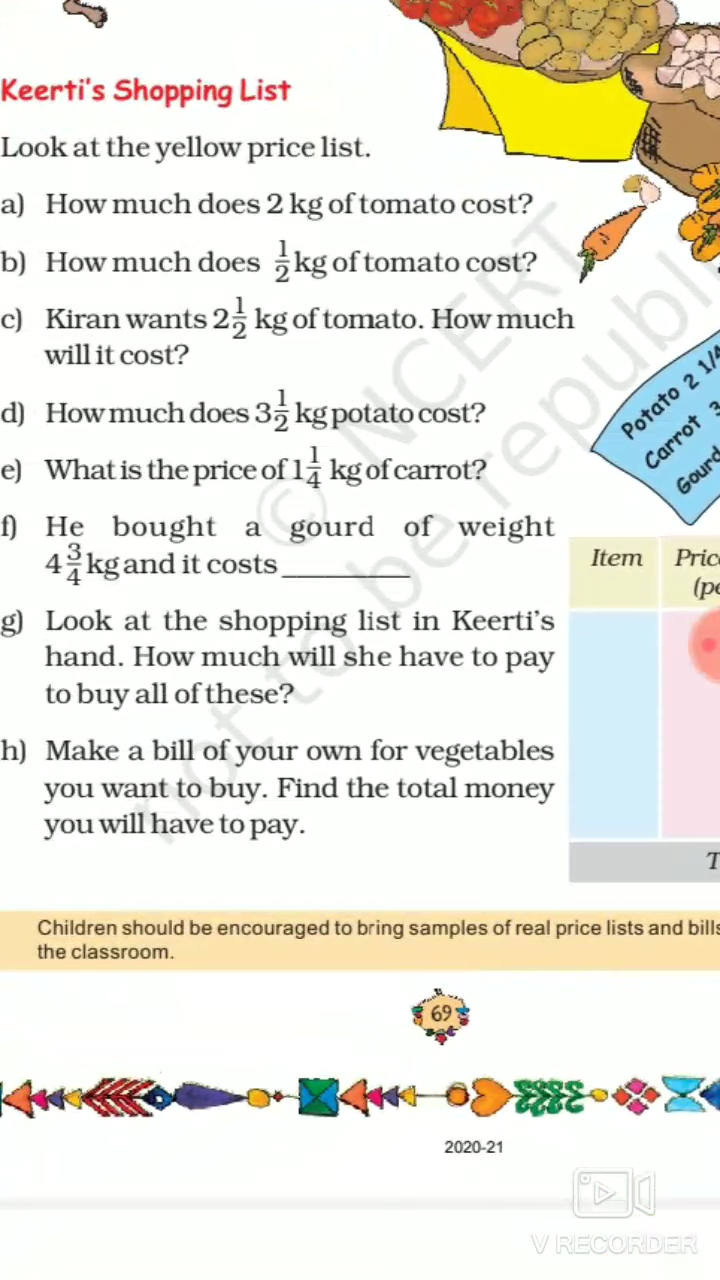 Keerti's Shopping List
Look at the yellow price list.
a) How much does 2 kg of tomato cost?
b) How much does 1/2 kg of tomato cost?
c) Kiran wants 2 1/2 kg of tomato. How much
will it cost?
d) How much does 3 1/2 kg potato cost?
e) What is the price of 1 1/4 kg of carrot?
f) He bought a gourd of weight
4 3/4 kg and it costs ________
g) Look at the shopping list in Keerti's
hand. How much will she have to pay
to buy all of these?
h) Make a bill of your own for vegetables
you want to buy. Find the total money
you will have to pay.
Potato 2 1/4
Carrot
Gourd
Item
Children should be encouraged to bring samples of real price lists and bills
the classroom.
69
2020-21
© NCERT
not to be republi
V RECORDER